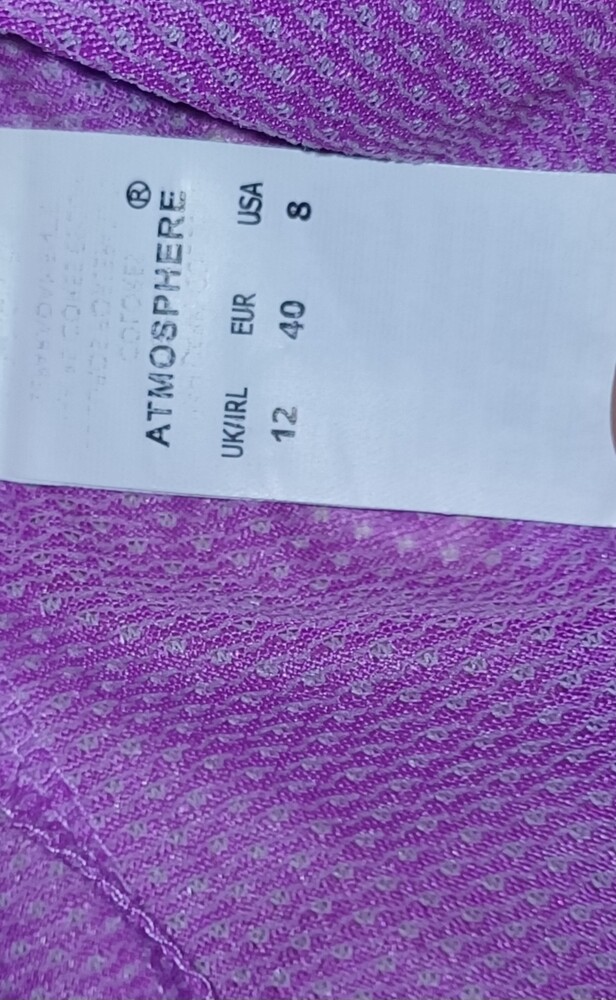 ATMOSPHERE®
UK/IRL EUR USA
12 40 8